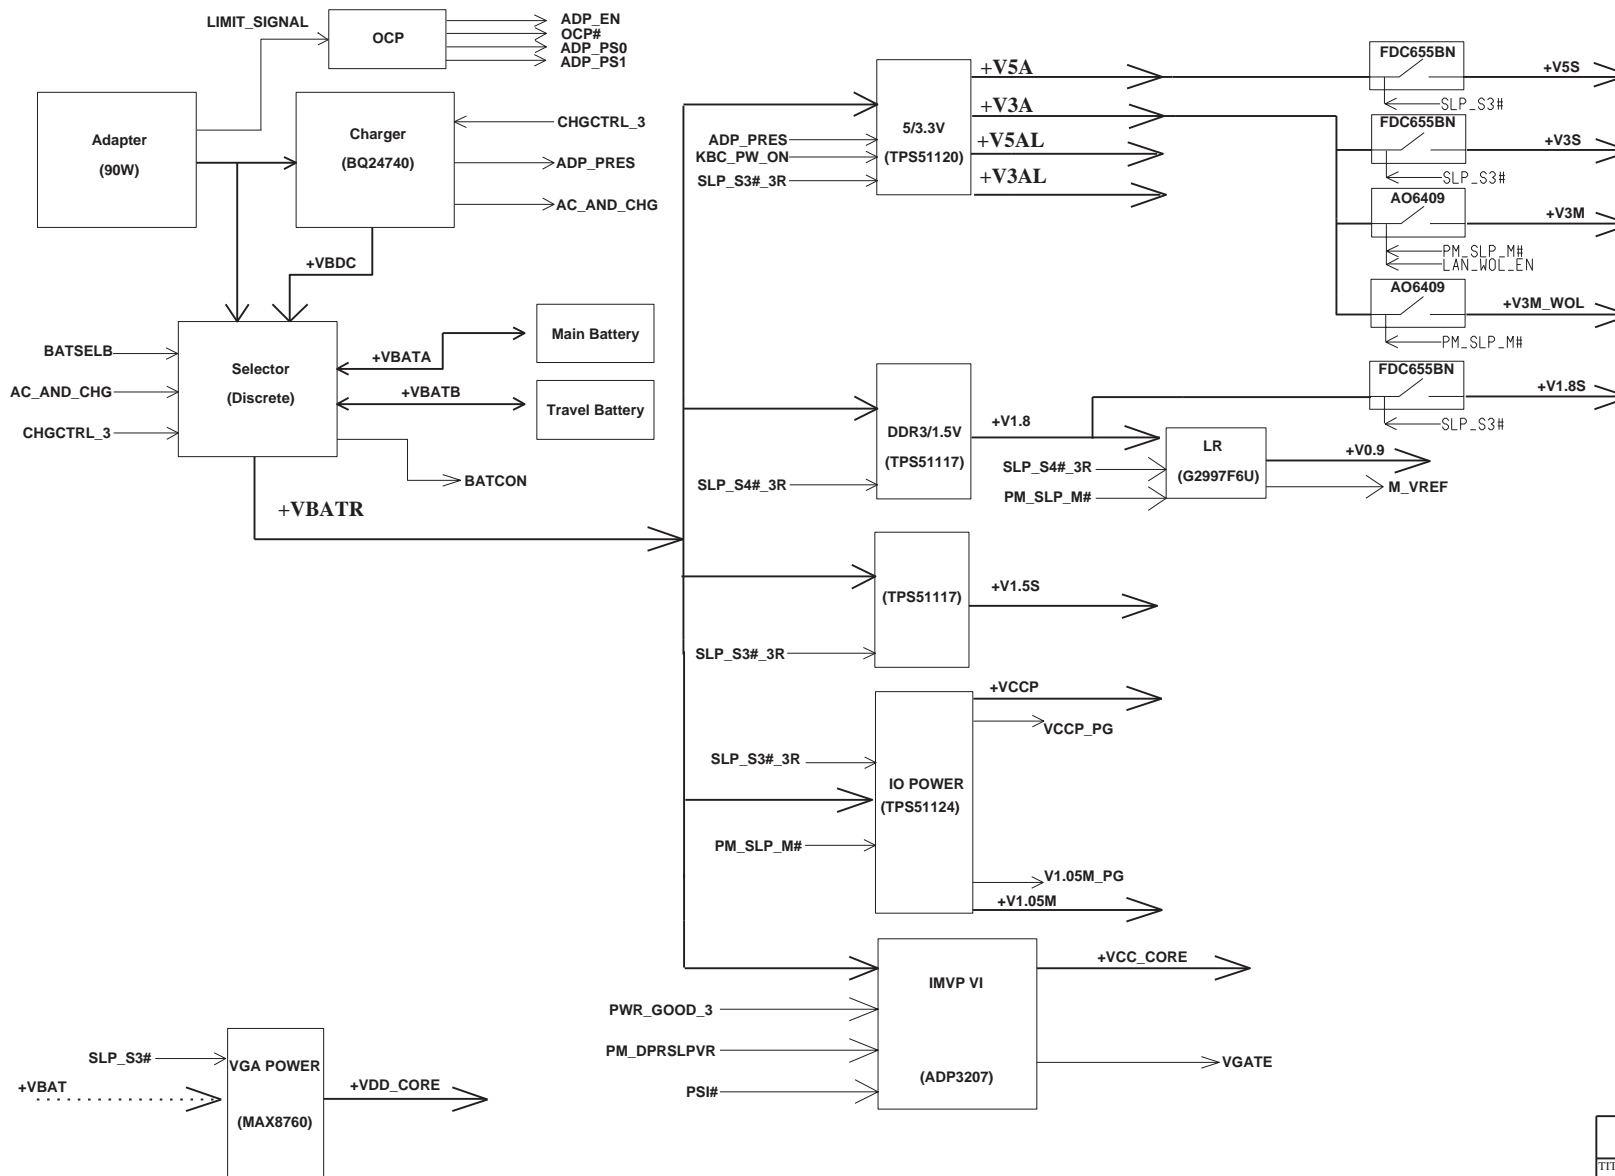 LIMIT_SIGNAL
OCP
ADP_EN
OCP#
ADP_PS0
ADP_PS1
Adapter
(90W)
Charger
(BQ24740)
CHGCTRL_3
ADP_PRES
AC_AND_CHG
+VBDC
BATSELB
AC_AND_CHG
CHGCTRL_3
Selector
(Discrete)
+VBATA
+VBATB
Main Battery
Travel Battery
BATCON
+VBATR
ADP_PRES
KBC_PW_ON
SLP_S3#_3R
5/3.3V
(TPS51120)
+V5A
+V3A
+V5AL
+V3AL
FDC655BN
+V5S
SLP_S3#
FDC655BN
+V3S
SLP_S3#
AO6409
+V3M
PM_SLP_M#
LAN_WOL_EN
AO6409
+V3M_WOL
PM_SLP_M#
FDC655BN
+V1.8S
SLP_S3#
DDR3/1.5V
(TPS51117)
SLP_S4#_3R
+V1.8
SLP_S4#_3R
PM_SLP_M#
LR
(G2997F6U)
+V0.9
M_VREF
(TPS51117)
+V1.5S
SLP_S3#_3R
+VCCP
VCCP_PG
SLP_S3#_3R
IO POWER
(TPS51124)
PM_SLP_M#
V1.05M_PG
+V1.05M
IMVP VI
(ADP3207)
+VCC_CORE
PWR_GOOD_3
PM_DPRSLPVR
PSI#
VGATE
SLP_S3#
+VBAT
VGA POWER
(MAX8760)
+VDD_CORE